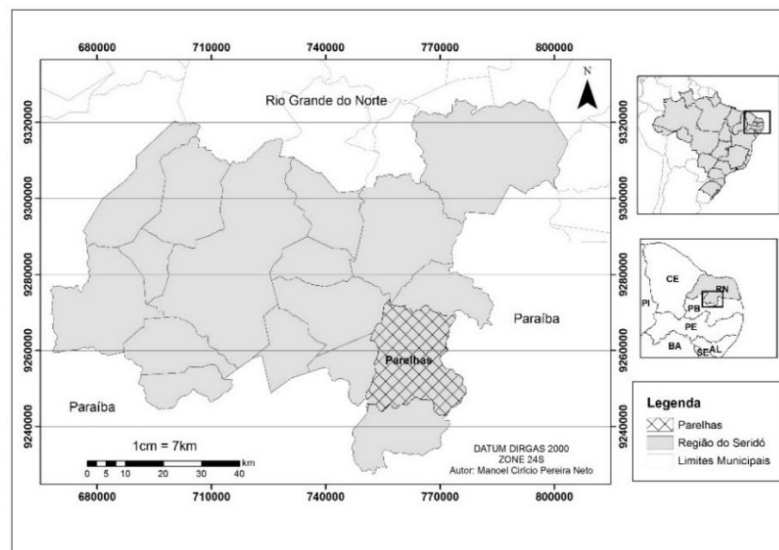 680000 710000 740000 770000 800000
Rio Grande do Norte
N
9320000 9320000
9300000 9300000
9280000 9280000
Paraíba
9260000 9260000
Parelhas
Paraíba
9240000 9240000
1cm = 7km
0 5 10 20 30 40 km
DATUM DIRGAS 2000
ZONE 24S
Autor: Manoel Cirício Pereira Neto
680000 710000 740000 770000 800000
CE
RN
PI
PB
PE
BA
SE
AL
Legenda
Parelhas
Região do Seridó
Limites Municipais